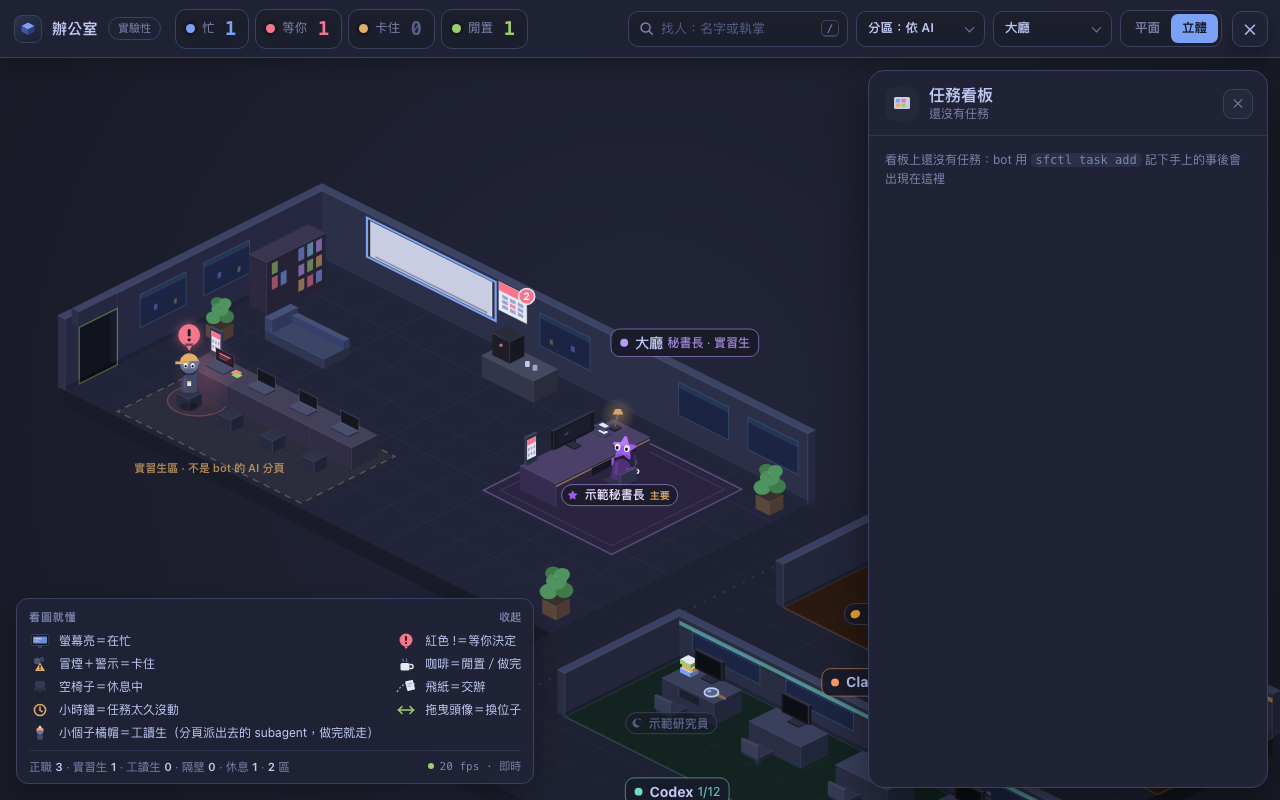 辦公室 實驗性 忙 1 等你 1 卡住 0 閒置 1 找人：名字或執掌 / 分區：依 AI 大廳 平面 立體
任務看板
還沒有任務
看板上還沒有任務：bot 用 sfctl task add 記下手上的事後會
出現在這裡
2
大廳 秘書長 · 實習生
實習生區 · 不是 bot 的 AI 分頁
示範秘書長 主要
示範研究員
Cla
Codex 1/12
看圖就懂 收起
螢幕亮＝在忙 紅色 !＝等你決定
冒煙＋警示＝卡住 咖啡＝閒置 / 做完
空椅子＝休息中 飛紙＝交辦
小時鐘＝任務太久沒動 拖曳頭像＝換位子
小個子橘帽＝工讀生（分頁派出去的 subagent，做完就走）
正職 3 · 實習生 1 · 工讀生 0 · 隔壁 0 · 休息 1 · 2 區 20 fps · 即時